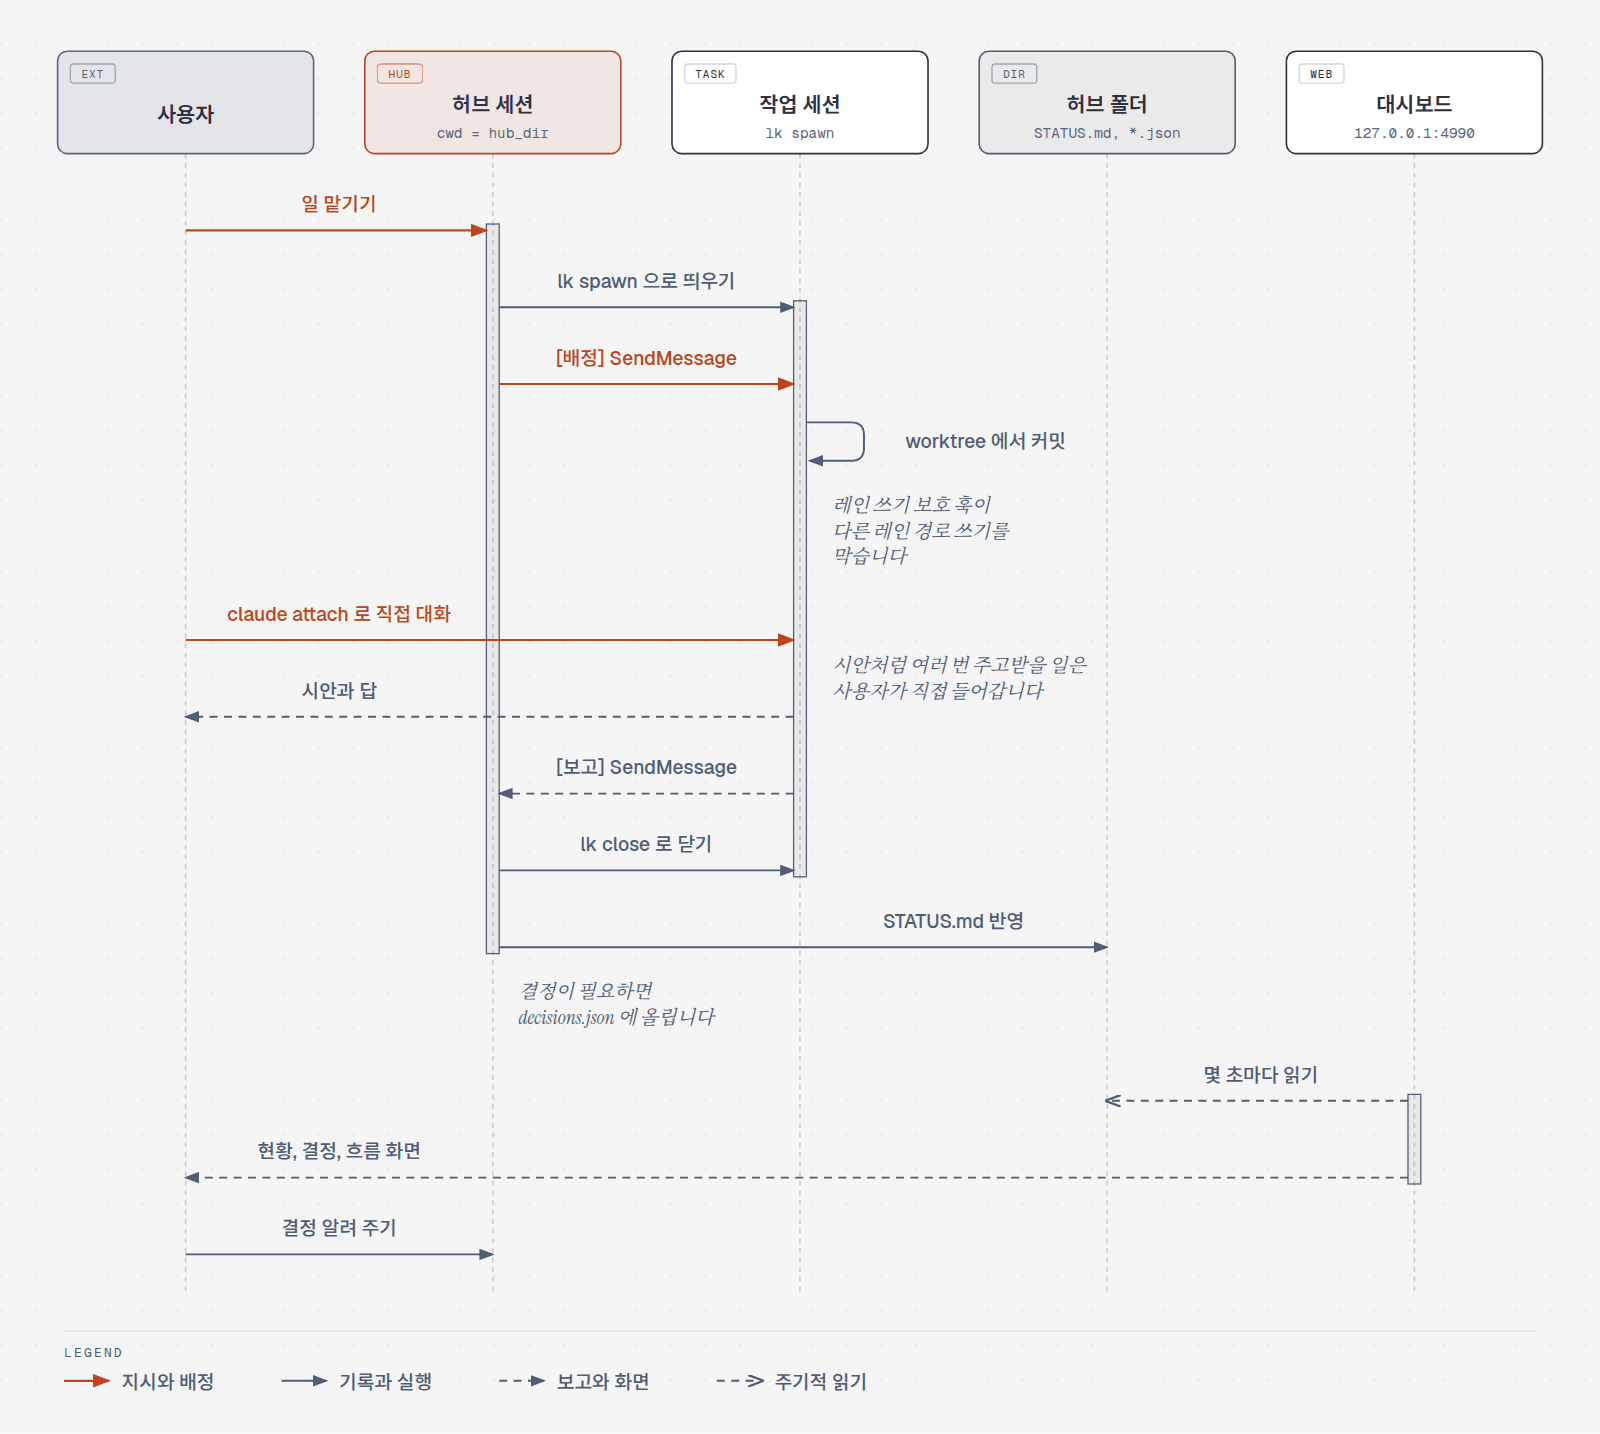 EXT
사용자
HUB
허브 세션
cwd = hub_dir
TASK
작업 세션
lk spawn
DIR
허브 폴더
STATUS.md, *.json
WEB
대시보드
127.0.0.1:4990
일 맡기기
lk spawn 으로 띄우기
[배정] SendMessage
worktree 에서 커밋
레인 쓰기 보호 훅이
다른 레인 경로 쓰기를
막습니다
claude attach 로 직접 대화
시안처럼 여러 번 주고받을 일은
사용자가 직접 들어갑니다
시안과 답
[보고] SendMessage
lk close 로 닫기
STATUS.md 반영
결정이 필요하면
decisions.json 에 올립니다
몇 초마다 읽기
현황, 결정, 흐름 화면
결정 알려 주기
LEGEND
지시와 배정
기록과 실행
보고와 화면
주기적 읽기